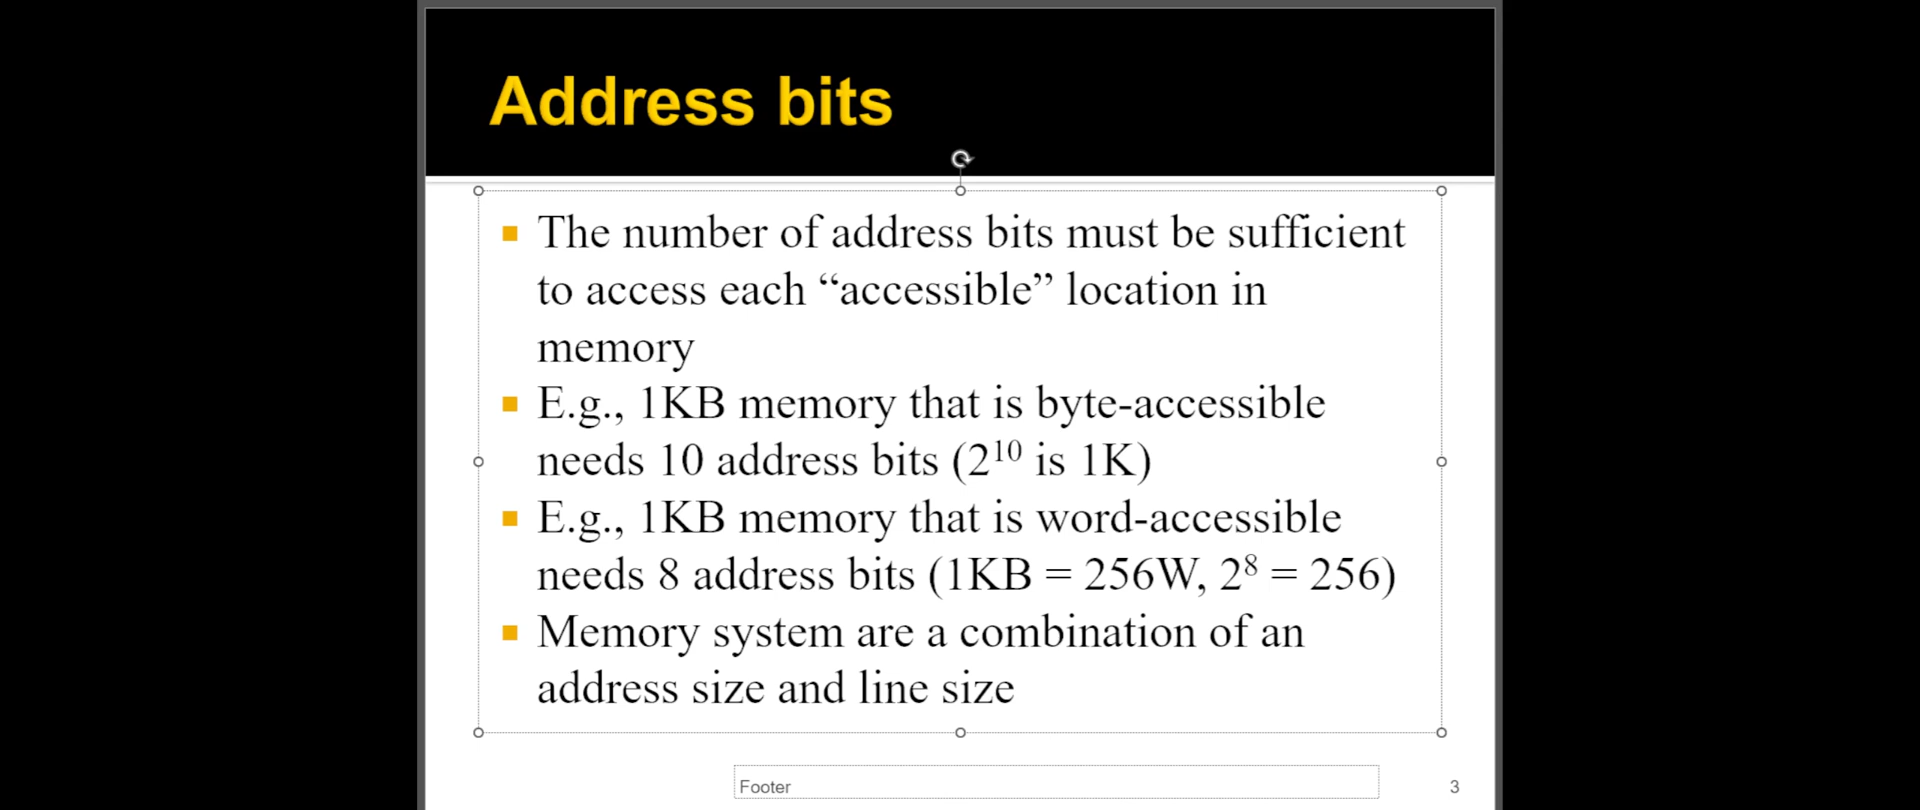 Address bits
The number of address bits must be sufficient
to access each “accessible” location in
memory
E.g., 1KB memory that is byte-accessible
needs 10 address bits (2¹⁰ is 1K)
E.g., 1KB memory that is word-accessible
needs 8 address bits (1KB = 256W, 2⁸ = 256)
Memory system are a combination of an
address size and line size
Footer
3